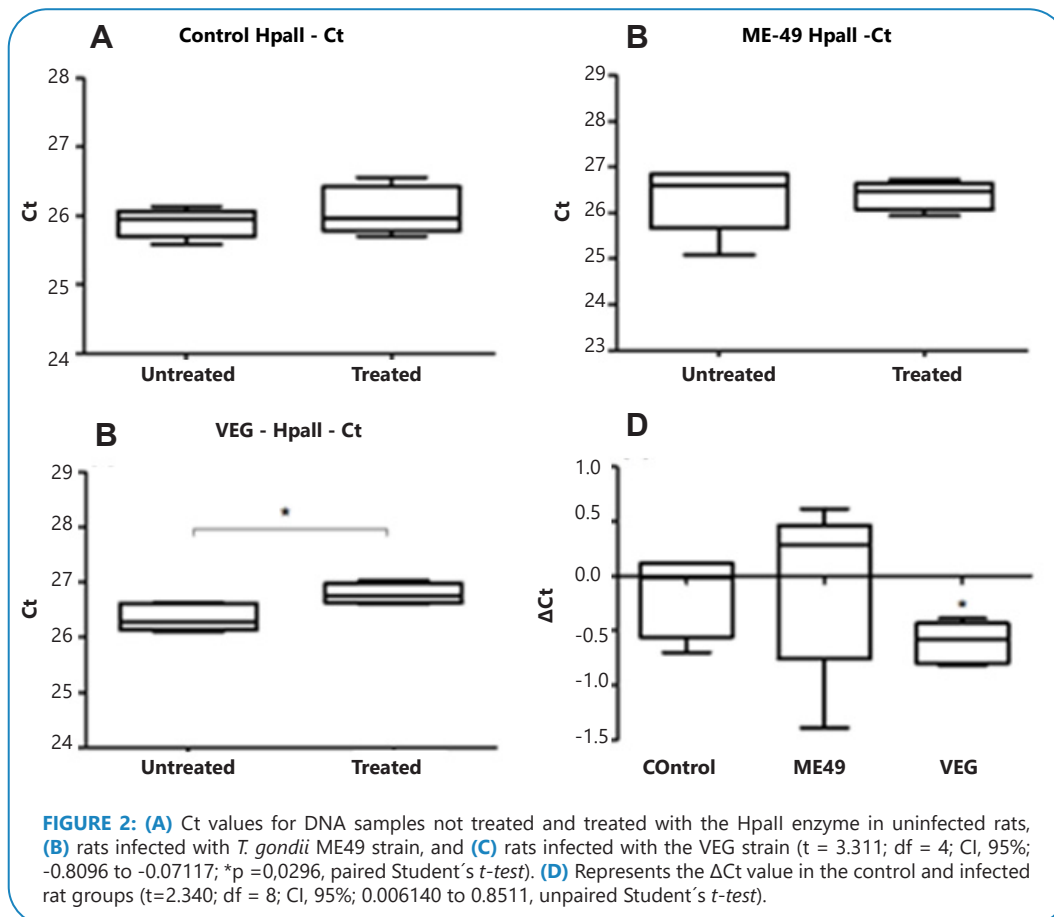 A
Control HpaII - Ct
28
27
26
25
24
Ct
Untreated
Treated
B
ME-49 HpaII -Ct
29
28
27
26
25
24
23
Ct
Untreated
Treated
B
VEG - HpaII - Ct
29
28
27
26
25
24
Ct
*
Untreated
Treated
D
1.0
0.5
0.0
-0.5
-1.0
-1.5
ΔCt
*
COntrol
ME49
VEG
FIGURE 2: (A) Ct values for DNA samples not treated and treated with the HpaII enzyme in uninfected rats,
(B) rats infected with T. gondii ME49 strain, and (C) rats infected with the VEG strain (t = 3.311; df = 4; CI, 95%;
-0.8096 to -0.07117; *p =0,0296, paired Student´s t-test). (D) Represents the ΔCt value in the control and infected
rat groups (t=2.340; df = 8; CI, 95%; 0.006140 to 0.8511, unpaired Student´s t-test).